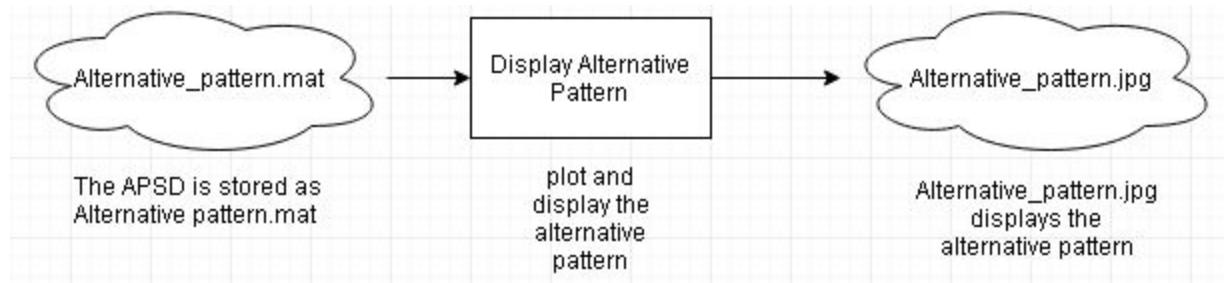 Alternative_pattern.mat
Display Alternative
Pattern
Alternative_pattern.jpg
The APSD is stored as
Alternative pattern.mat
plot and
display the
alternative
pattern
Alternative_pattern.jpg
displays the
alternative pattern